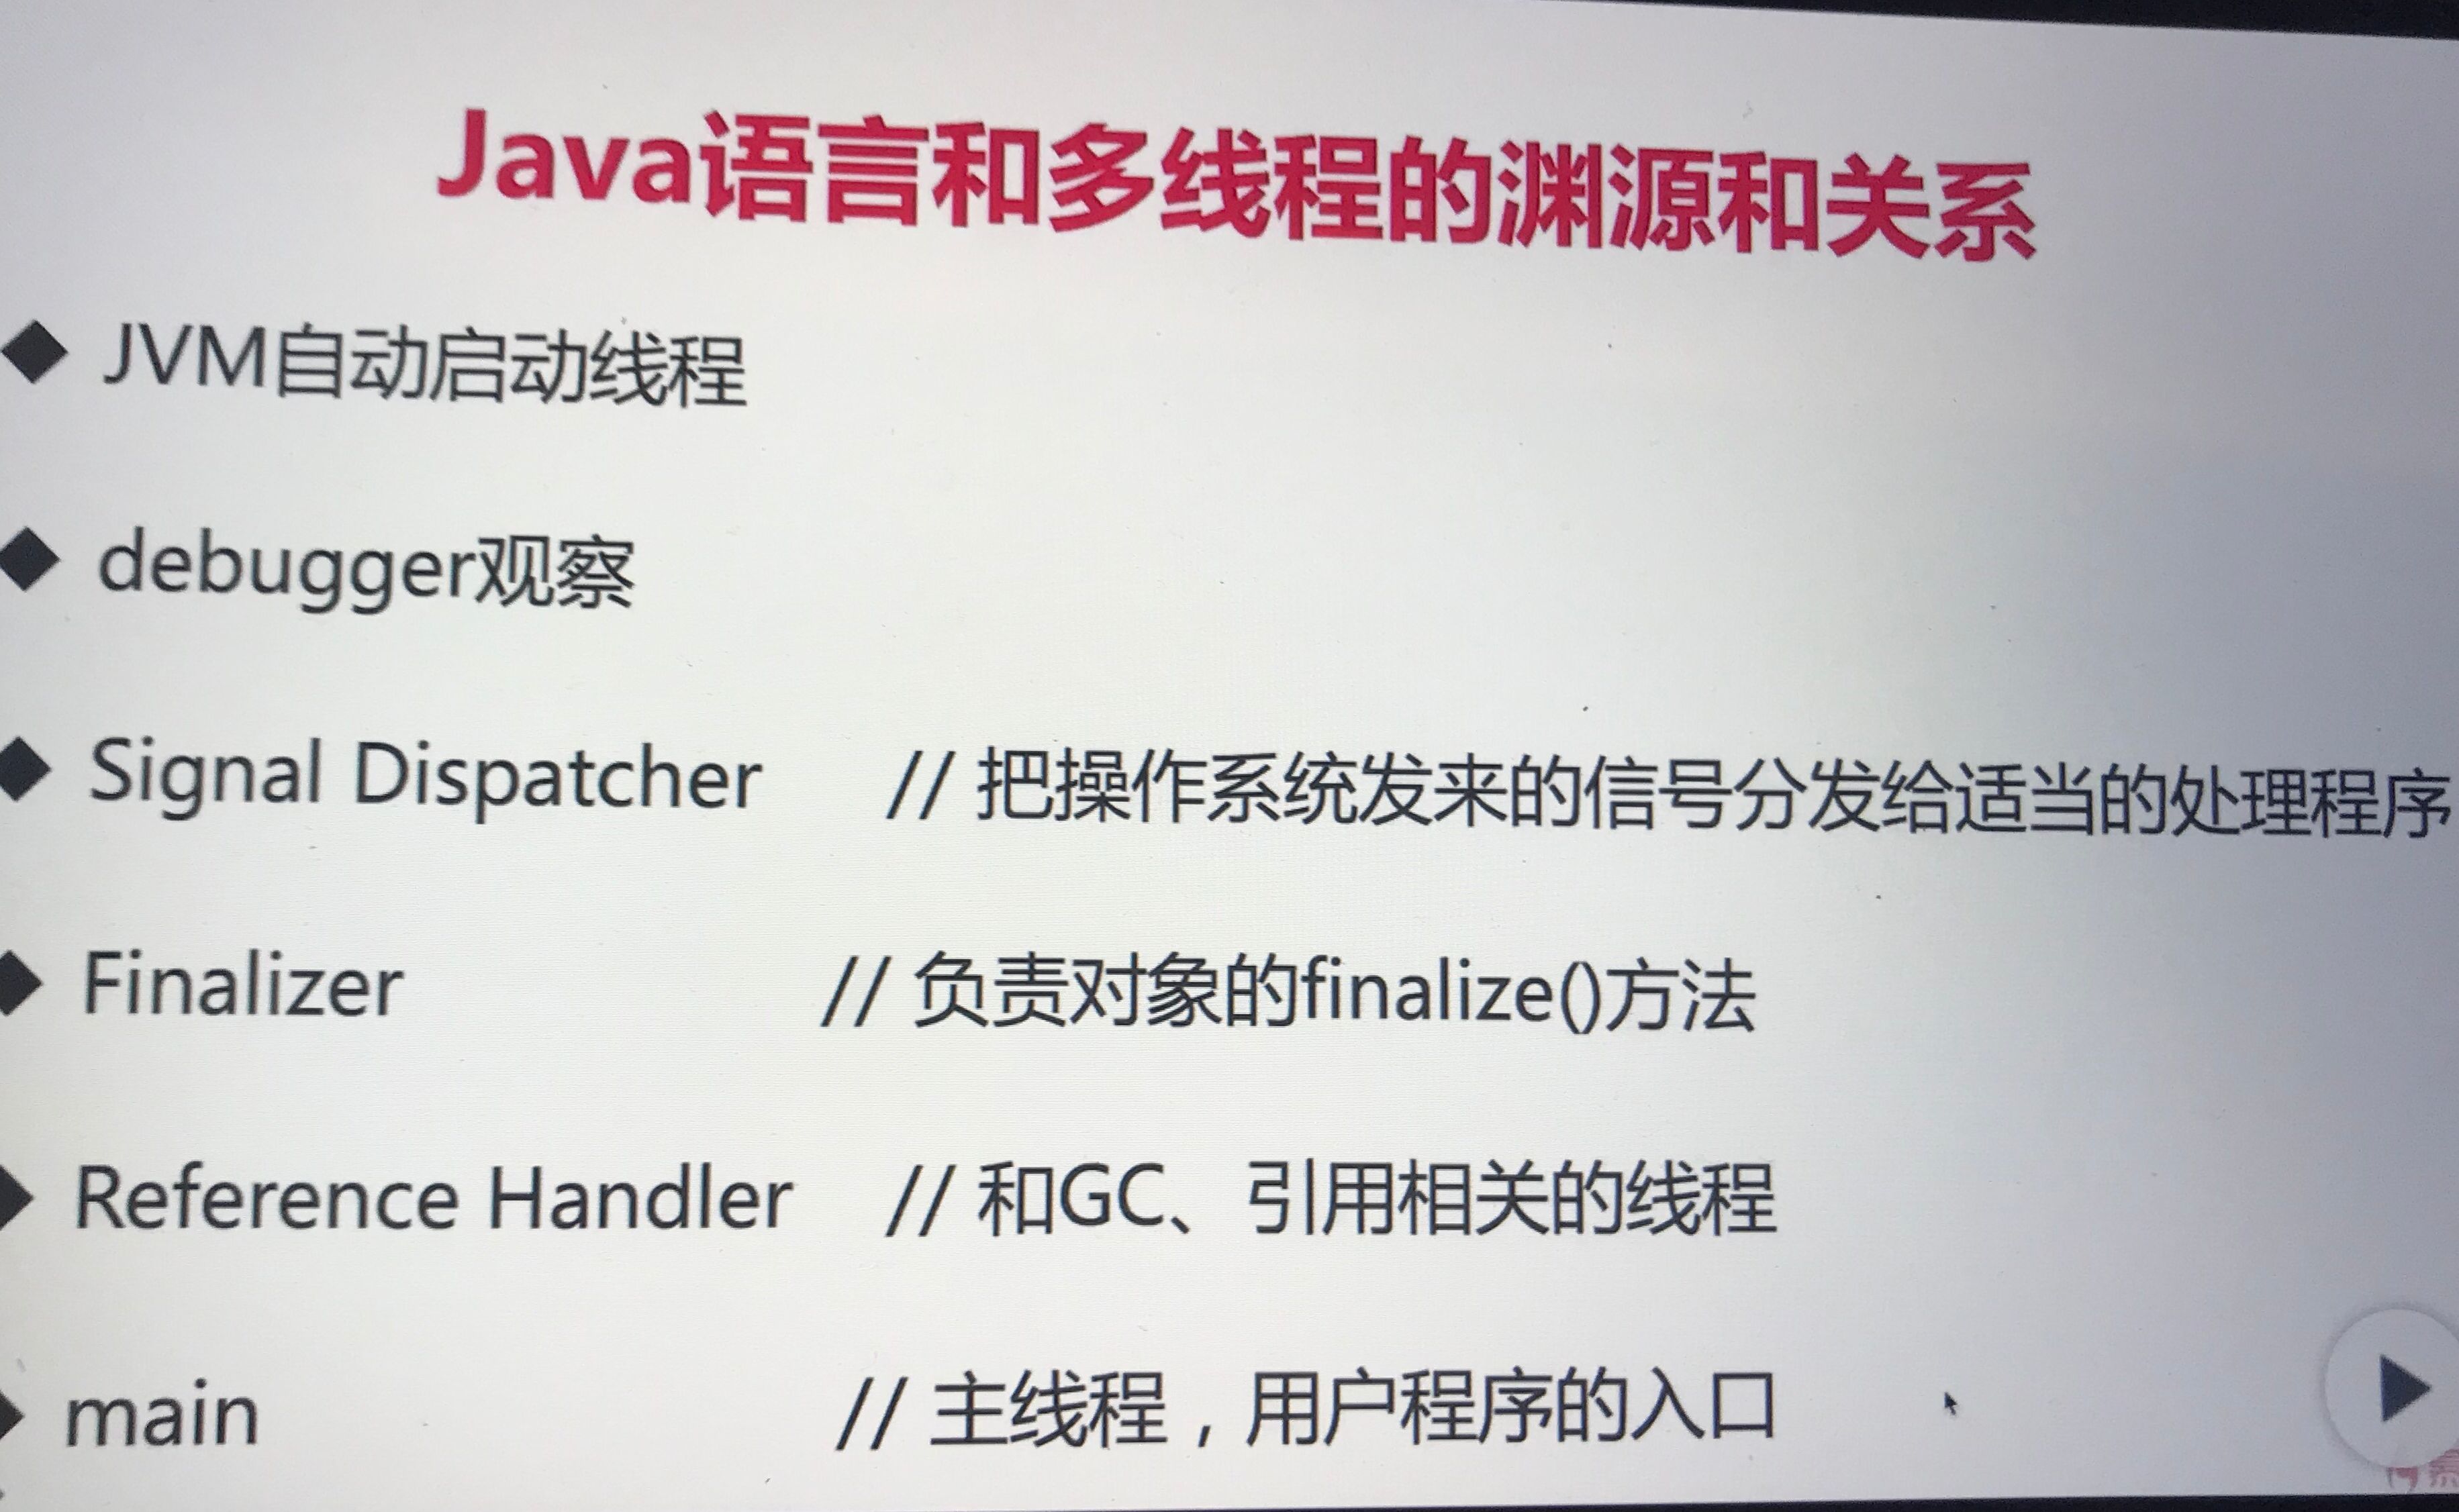 Java语言和多线程的渊源和关系
JVM自动启动线程
debugger观察
Signal Dispatcher // 把操作系统发来的信号分发给适当的处理程序
Finalizer // 负责对象的finalize()方法
Reference Handler // 和GC、引用相关的线程
main // 主线程，用户程序的入口